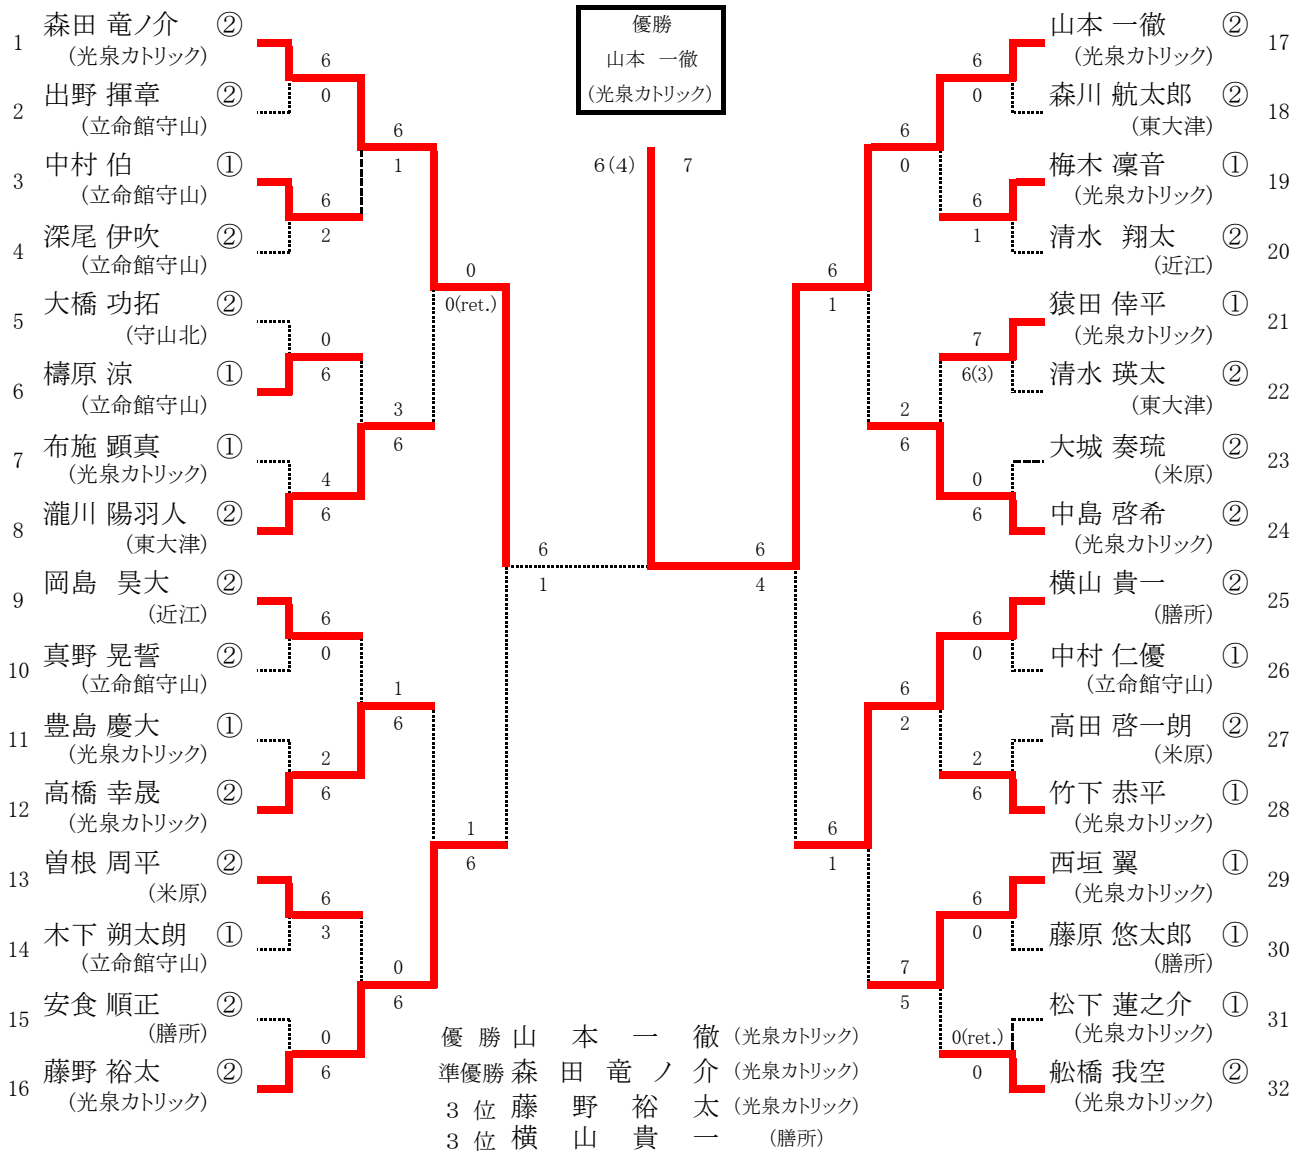 優勝
山本 一徹
(光泉カトリック)
6(4) 7
1 森田 竜ノ介 ②
(光泉カトリック)
6
0
2 出野 揮章 ②
(立命館守山)
6
1
3 中村 伯 ①
(立命館守山)
6
2
4 深尾 伊吹 ②
(立命館守山)
0
0(ret.)
5 大橋 功拓 ②
(守山北)
0
6
6 檮原 涼 ①
(立命館守山)
3
6
7 布施 顕真 ①
(光泉カトリック)
4
6
8 瀧川 陽羽人 ②
(東大津)
6
1
9 岡島 昊大 ②
(近江)
6
0
10 真野 晃誓 ②
(立命館守山)
1
6
11 豊島 慶大 ①
(光泉カトリック)
2
6
12 高橋 幸晟 ②
(光泉カトリック)
1
6
13 曽根 周平 ②
(米原)
6
3
14 木下 朔太朗 ①
(立命館守山)
0
6
15 安食 順正 ②
(膳所)
0
6
16 藤野 裕太 ②
(光泉カトリック)
山本 一徹 ② 17
(光泉カトリック)
6
0
森川 航太郎 ② 18
(東大津)
6
0
梅木 凜音 ① 19
(光泉カトリック)
6
1
清水 翔太 ② 20
(近江)
6
1
猿田 倖平 ① 21
(光泉カトリック)
7
6(3)
清水 瑛太 ② 22
(東大津)
2
6
大城 奏琉 ② 23
(米原)
0
6
中島 啓希 ② 24
(光泉カトリック)
6
4
横山 貴一 ② 25
(膳所)
6
0
中村 仁優 ① 26
(立命館守山)
6
2
高田 啓一朗 ② 27
(米原)
2
6
竹下 恭平 ① 28
(光泉カトリック)
6
1
西垣 翼 ① 29
(光泉カトリック)
6
0
藤原 悠太郎 ① 30
(膳所)
7
5
松下 蓮之介 ① 31
(光泉カトリック)
0(ret.)
0
舩橋 我空 ② 32
(光泉カトリック)
優 勝 山 本 一 徹 (光泉カトリック)
準優勝 森 田 竜 ノ 介 (光泉カトリック)
3 位 藤 野 裕 太 (光泉カトリック)
3 位 横 山 貴 一 (膳所)